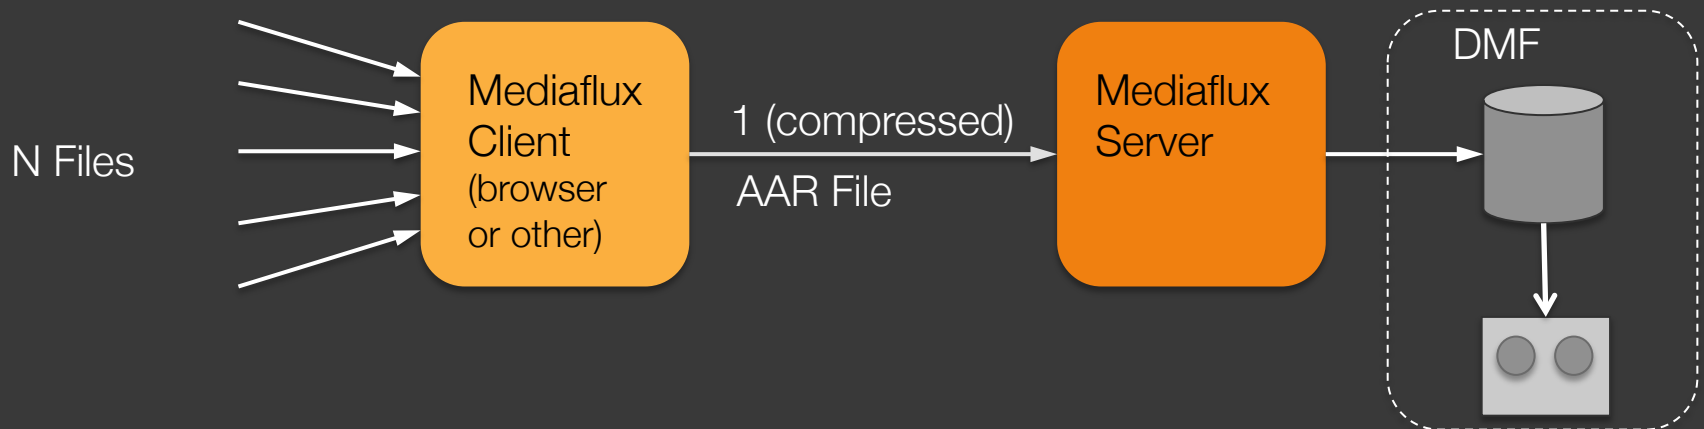 N Files
Mediaflux
Client
(browser
or other)
1 (compressed)
AAR File
Mediaflux
Server
DMF